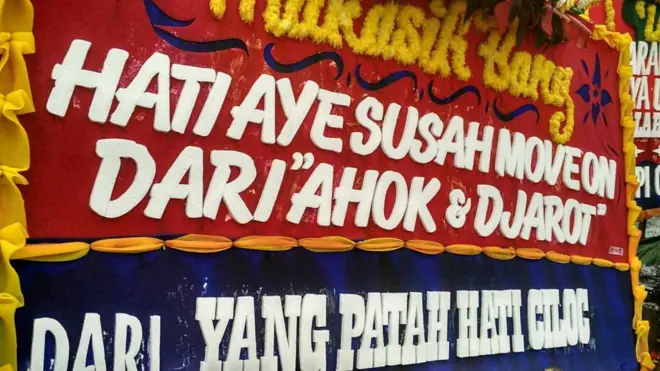 Makasih Bang
HATI AYE SUSAH MOVE ON
DARI "AHOK & DJAROT"
DARI YANG PATAH HATI CILOC